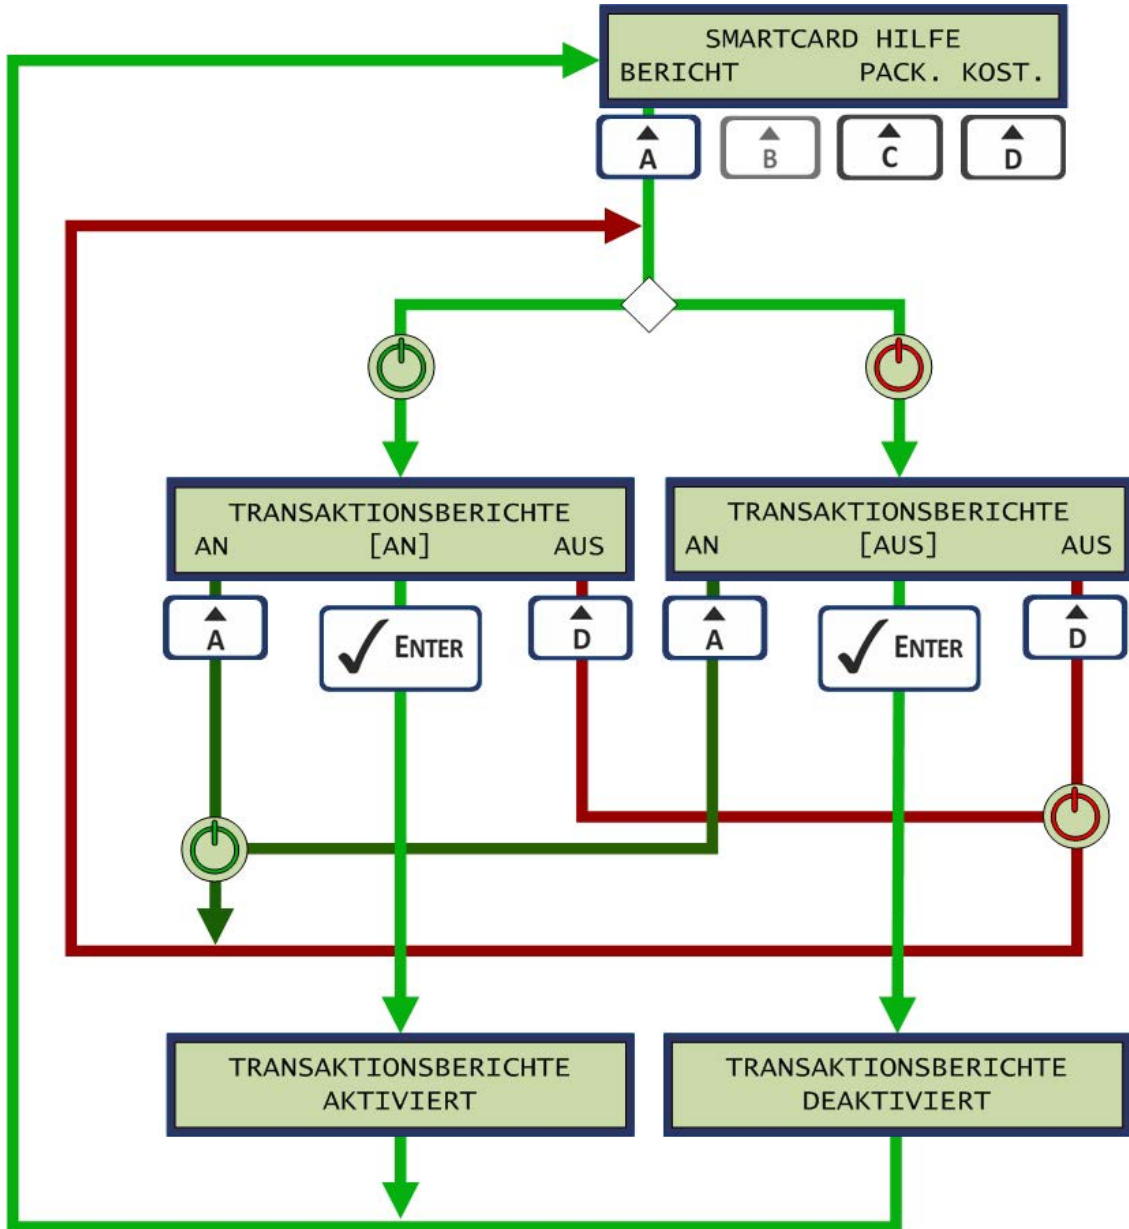 SMARTCARD HILFE
BERICHT PACK. KOST.
A B C D
TRANSAKTIONSBERICHTE
AN [AN] AUS
TRANSAKTIONSBERICHTE
AN [AUS] AUS
A ENTER D
A ENTER D
TRANSAKTIONSBERICHTE
AKTIVIERT
TRANSAKTIONSBERICHTE
DEAKTIVIERT